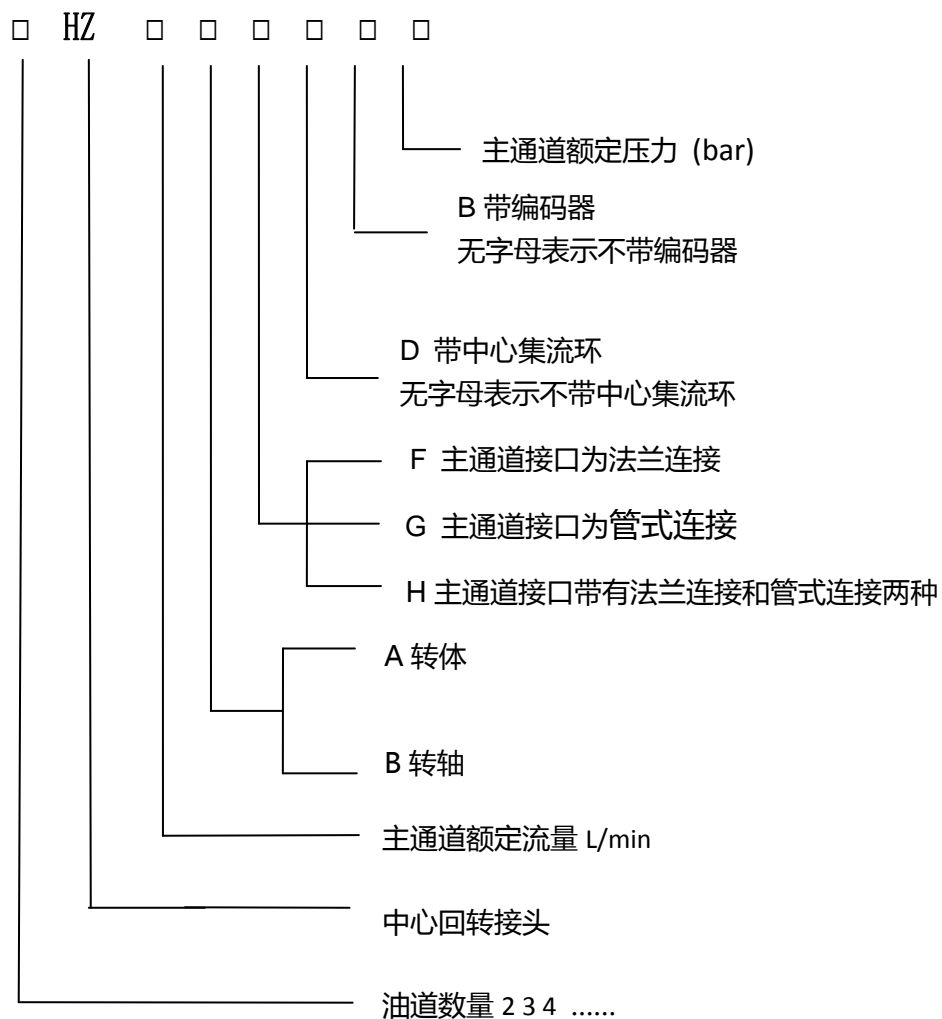 □ HZ □ □ □ □ □ □
主通道额定压力 (bar)
B 带编码器
无字母表示不带编码器
D 带中心集流环
无字母表示不带中心集流环
F 主通道接口为法兰连接
G 主通道接口为管式连接
H 主通道接口带有法兰连接和管式连接两种
A 转体
B 转轴
主通道额定流量 L/min
中心回转接头
油道数量 2 3 4 ......